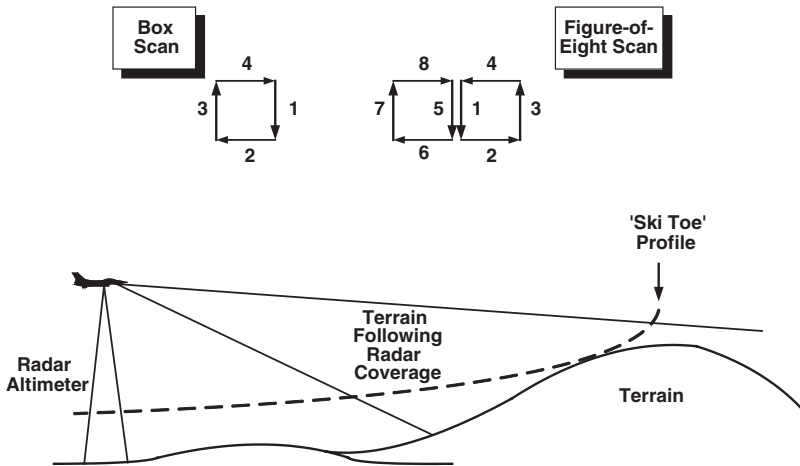 Box
Scan
Figure-of-
Eight Scan
4
3
1
2
8
4
7
5
1
3
6
2
'Ski Toe'
Profile
Terrain
Following
Radar
Coverage
Radar
Altimeter
Terrain